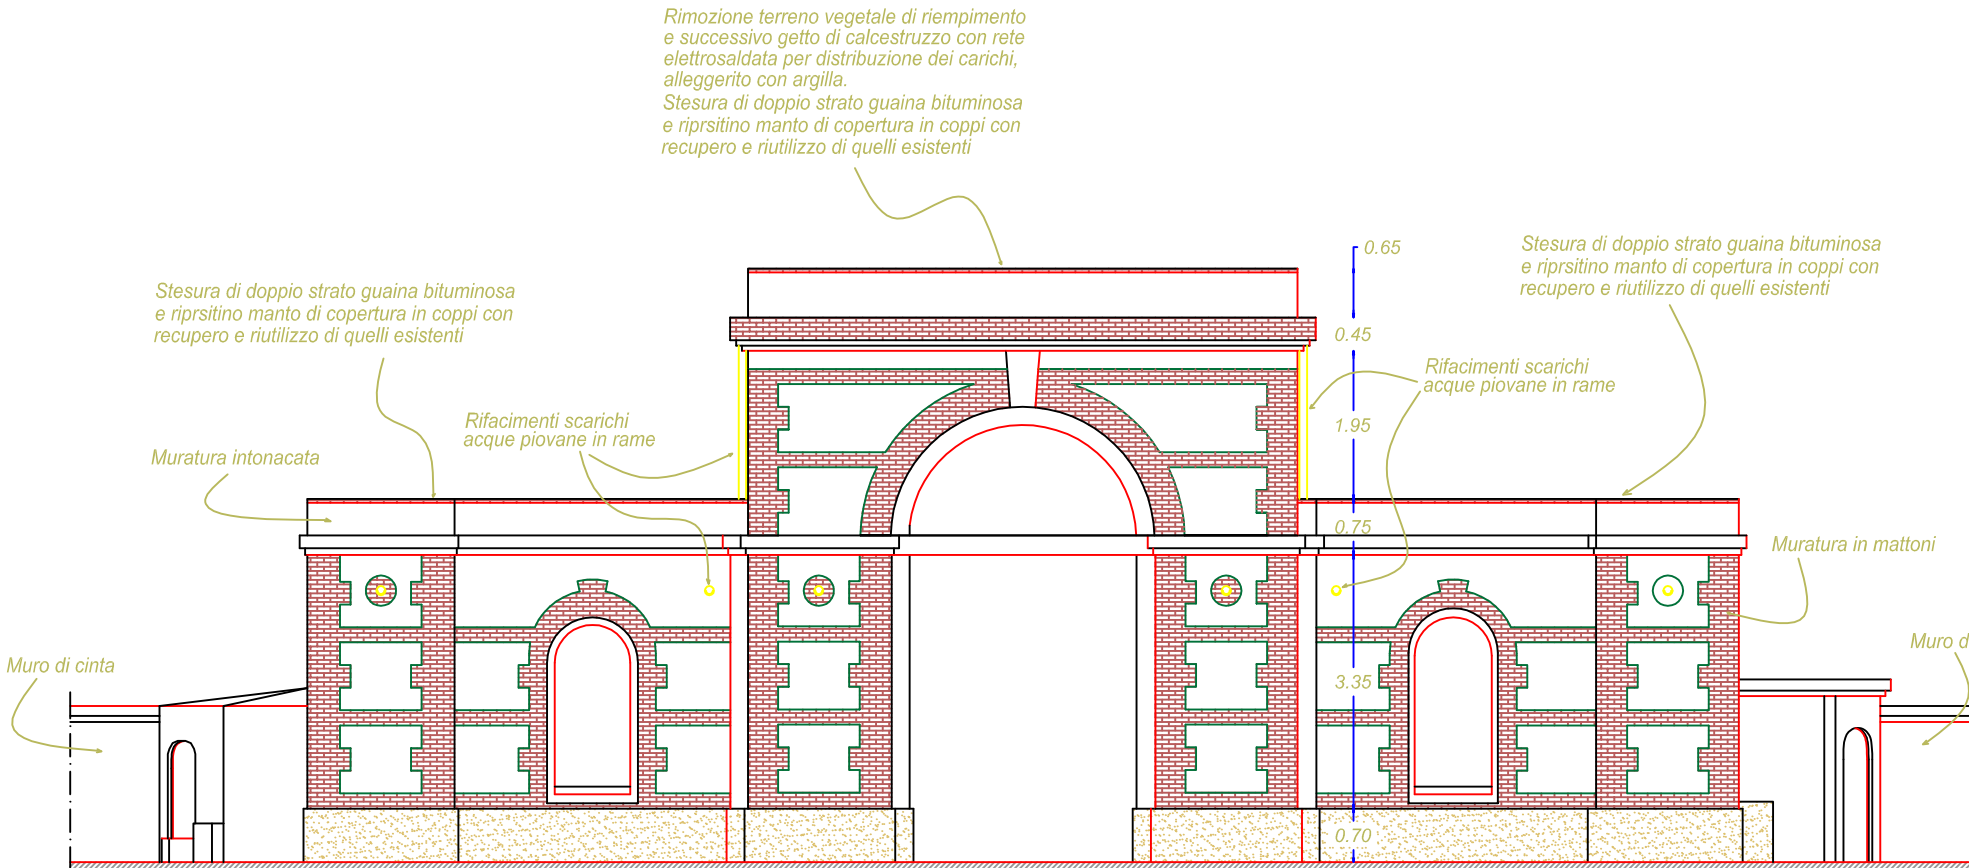 Rimozione terreno vegetale di riempimento
e successivo getto di calcestruzzo con rete
elettrosaldata per distribuzione dei carichi,
alleggerito con argilla.
Stesura di doppio strato guaina bituminosa
e riprsitino manto di copertura in coppi con
recupero e riutilizzo di quelli esistenti
Stesura di doppio strato guaina bituminosa
e riprsitino manto di copertura in coppi con
recupero e riutilizzo di quelli esistenti
Stesura di doppio strato guaina bituminosa
e riprsitino manto di copertura in coppi con
recupero e riutilizzo di quelli esistenti
Rifacimenti scarichi
acque piovane in rame
Rifacimenti scarichi
acque piovane in rame
Muratura intonacata
Muratura in mattoni
Muro di cinta
Muro d
0.65
0.45
1.95
0.75
3.35
0.70